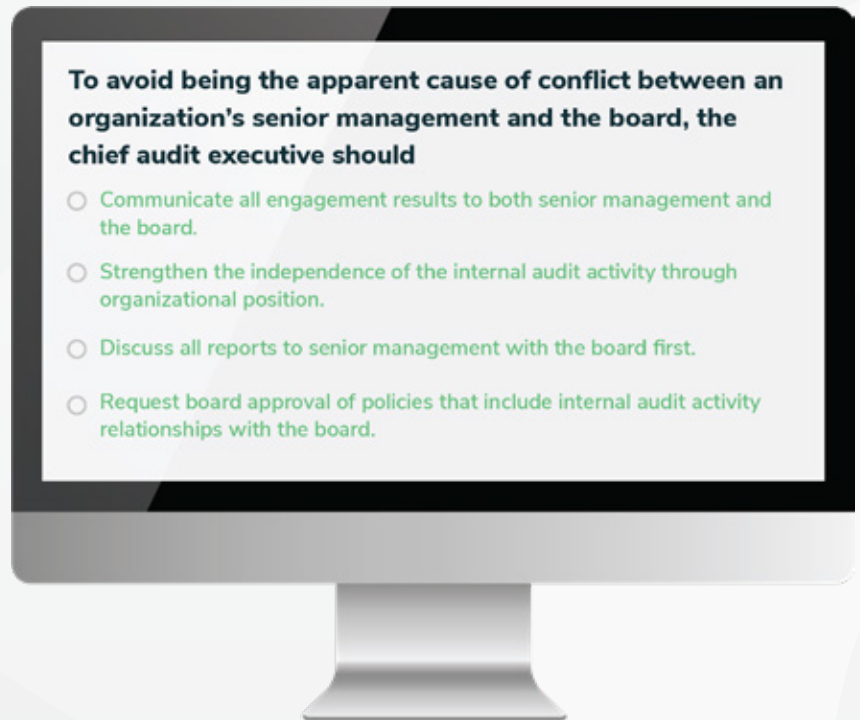 To avoid being the apparent cause of conflict between an
organization's senior management and the board, the
chief audit executive should
Communicate all engagement results to both senior management and
the board.
Strengthen the independence of the internal audit activity through
organizational position.
Discuss all reports to senior management with the board first.
Request board approval of policies that include internal audit activity
relationships with the board.